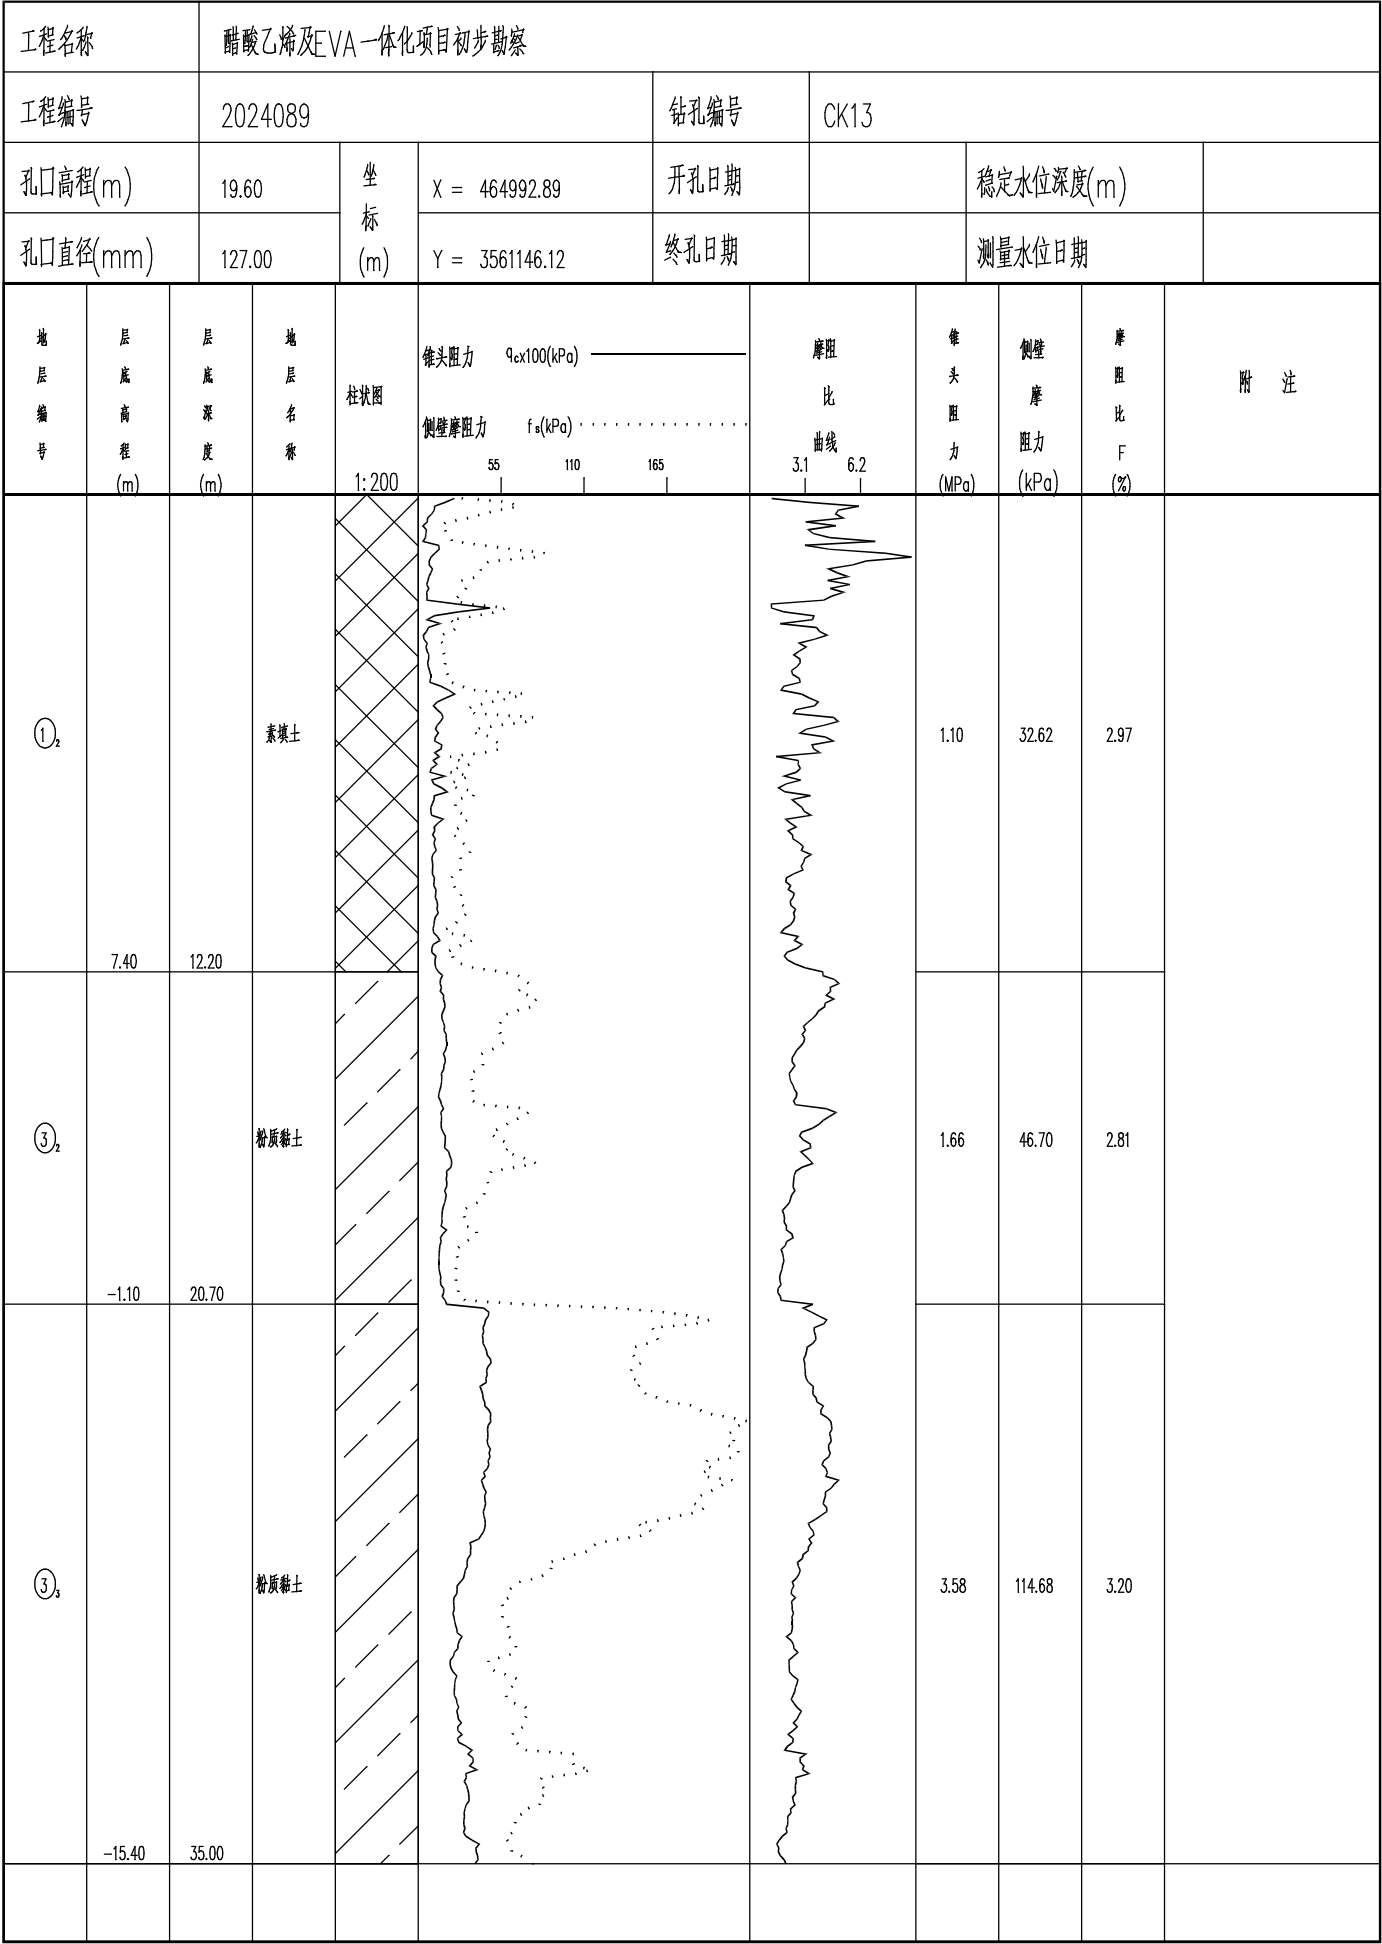 工程名称 醋酸乙烯及EVA一体化项目初步勘察
工程编号 2024089 钻孔编号 CK13
孔口高程(m) 19.60 坐标(m) X = 464992.89 开孔日期 稳定水位深度(m)
孔口直径(mm) 127.00 Y = 3561146.12 终孔日期 测量水位日期
地层编号
层底高程(m)
层底深度(m)
地层名称
柱状图
1:200
锥头阻力 qcx100(kPa)
侧壁摩阻力 fs(kPa)
55 110 165
摩阻比曲线
3.1 6.2
锥头阻力(MPa)
侧壁摩阻力(kPa)
摩阻比F(%)
附 注
①2 素填土 1.10 32.62 2.97
7.40 12.20
③2 粉质黏土 1.66 46.70 2.81
-1.10 20.70
③3 粉质黏土 3.58 114.68 3.20
-15.40 35.00